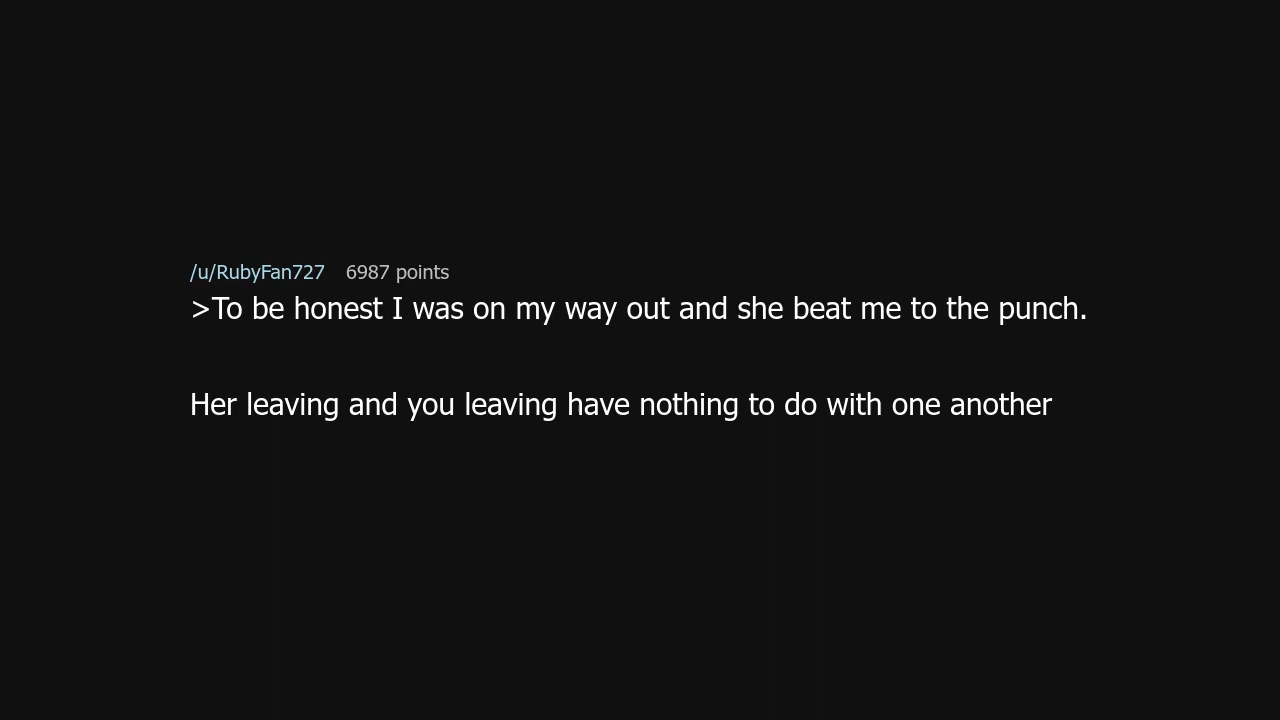 /u/RubyFan727 6987 points
>To be honest I was on my way out and she beat me to the punch.
Her leaving and you leaving have nothing to do with one another